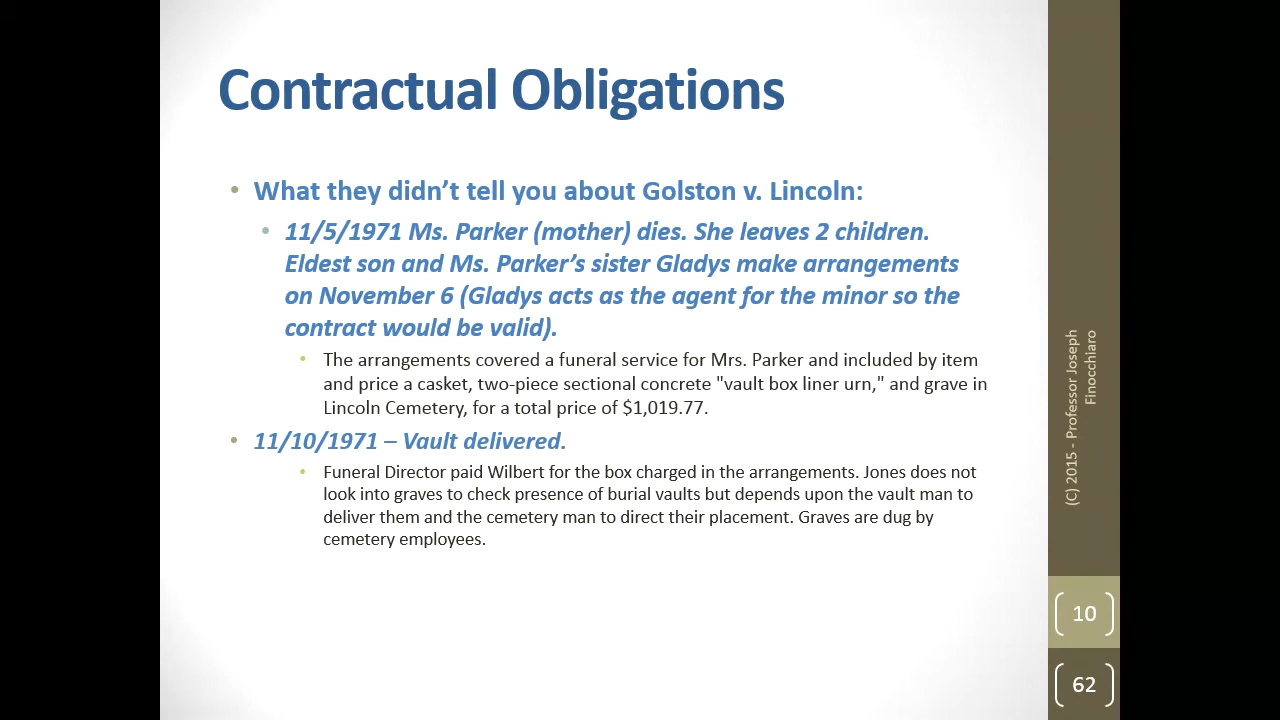 Contractual Obligations
• What they didn’t tell you about Golston v. Lincoln:
• 11/5/1971 Ms. Parker (mother) dies. She leaves 2 children.
Eldest son and Ms. Parker’s sister Gladys make arrangements
on November 6 (Gladys acts as the agent for the minor so the
contract would be valid).
• The arrangements covered a funeral service for Mrs. Parker and included by item
and price a casket, two-piece sectional concrete "vault box liner urn," and grave in
Lincoln Cemetery, for a total price of $1,019.77.
• 11/10/1971 – Vault delivered.
• Funeral Director paid Wilbert for the box charged in the arrangements. Jones does not
look into graves to check presence of burial vaults but depends upon the vault man to
deliver them and the cemetery man to direct their placement. Graves are dug by
cemetery employees.
(C) 2015 - Professor Joseph
Finocchiaro
10
62